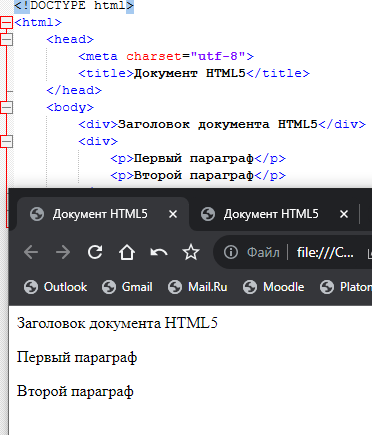 <!DOCTYPE html>
<html>
<head>
<meta charset="utf-8">
<title>Документ HTML5</title>
</head>
<body>
<div>Заголовок документа HTML5</div>
<div>
<p>Первый параграф</p>
<p>Второй параграф</p>
Документ HTML5 Документ HTML5
Файл file:///C...
Outlook Gmail Mail.Ru Moodle Platon
Заголовок документа HTML5
Первый параграф
Второй параграф